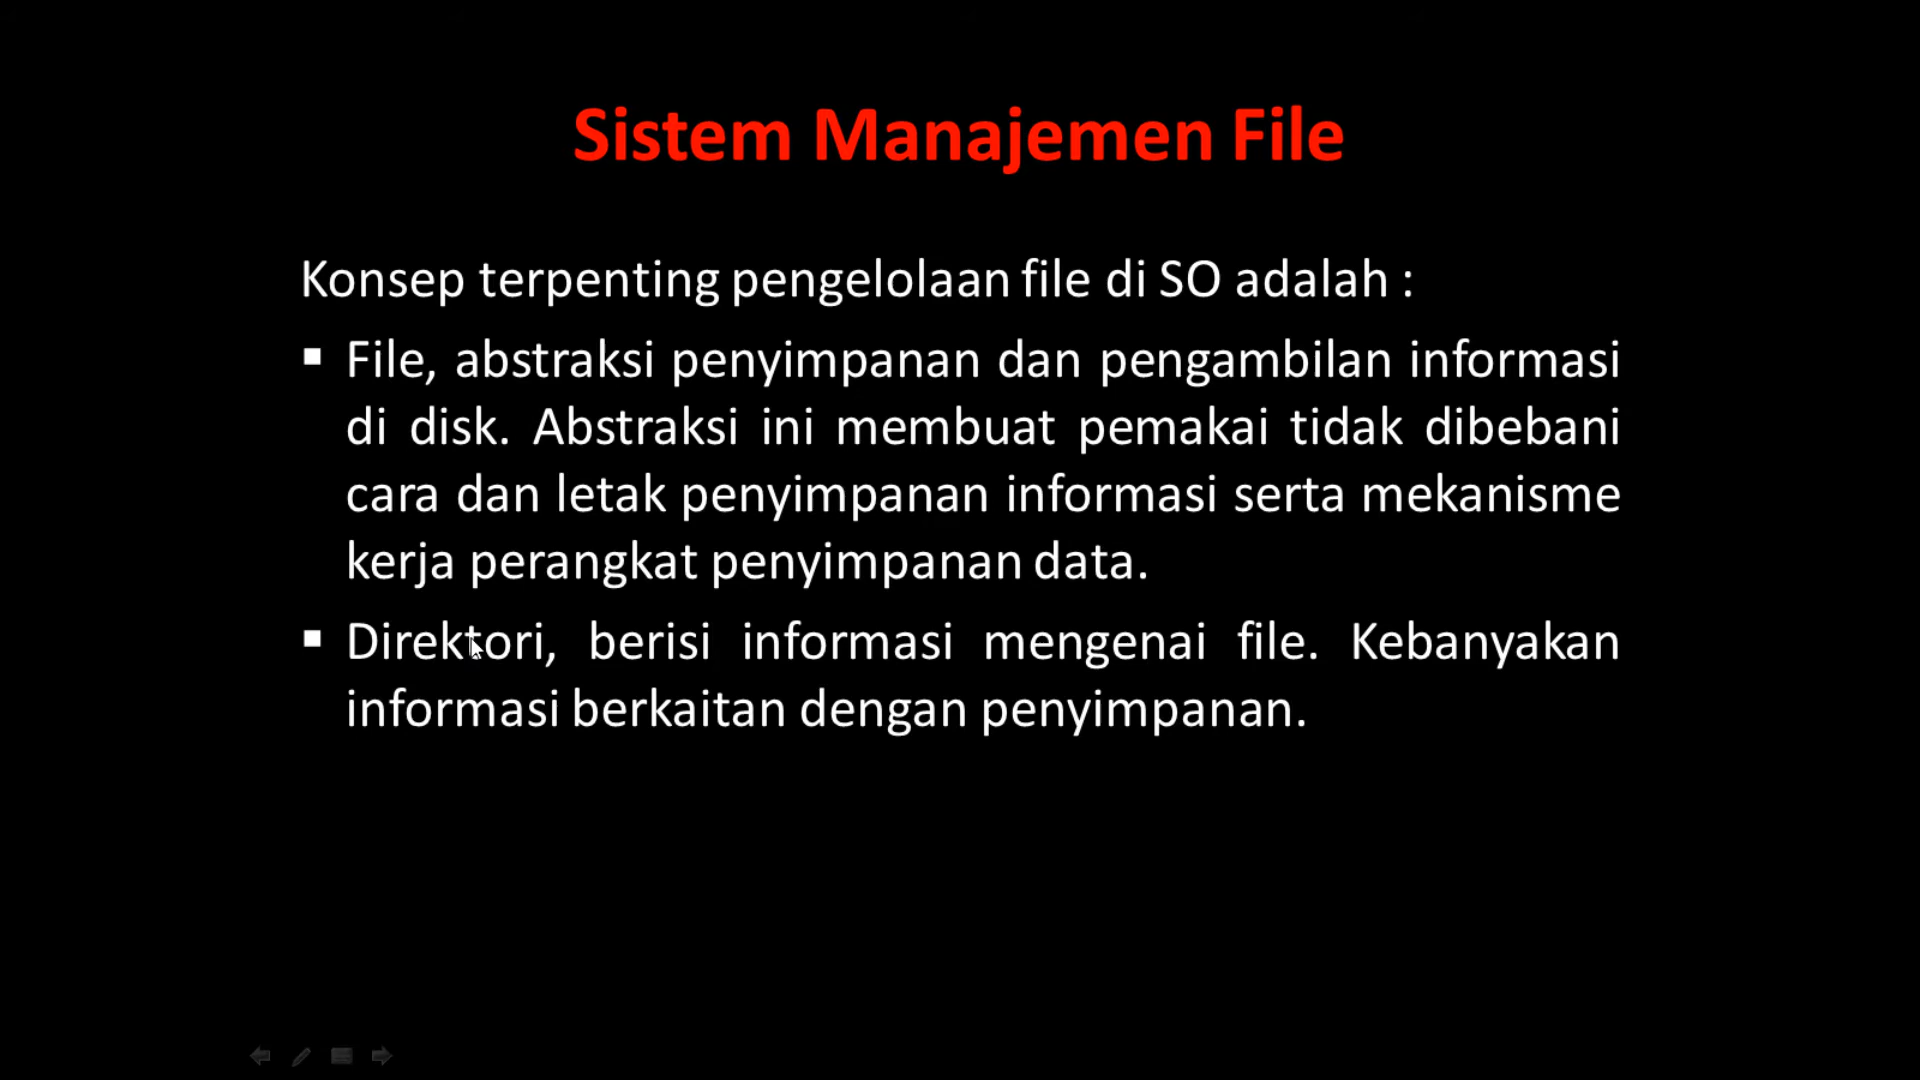 Sistem Manajemen File
Konsep terpenting pengelolaan file di SO adalah :
▪ File, abstraksi penyimpanan dan pengambilan informasi
di disk. Abstraksi ini membuat pemakai tidak dibebani
cara dan letak penyimpanan informasi serta mekanisme
kerja perangkat penyimpanan data.
▪ Direktori, berisi informasi mengenai file. Kebanyakan
informasi berkaitan dengan penyimpanan.